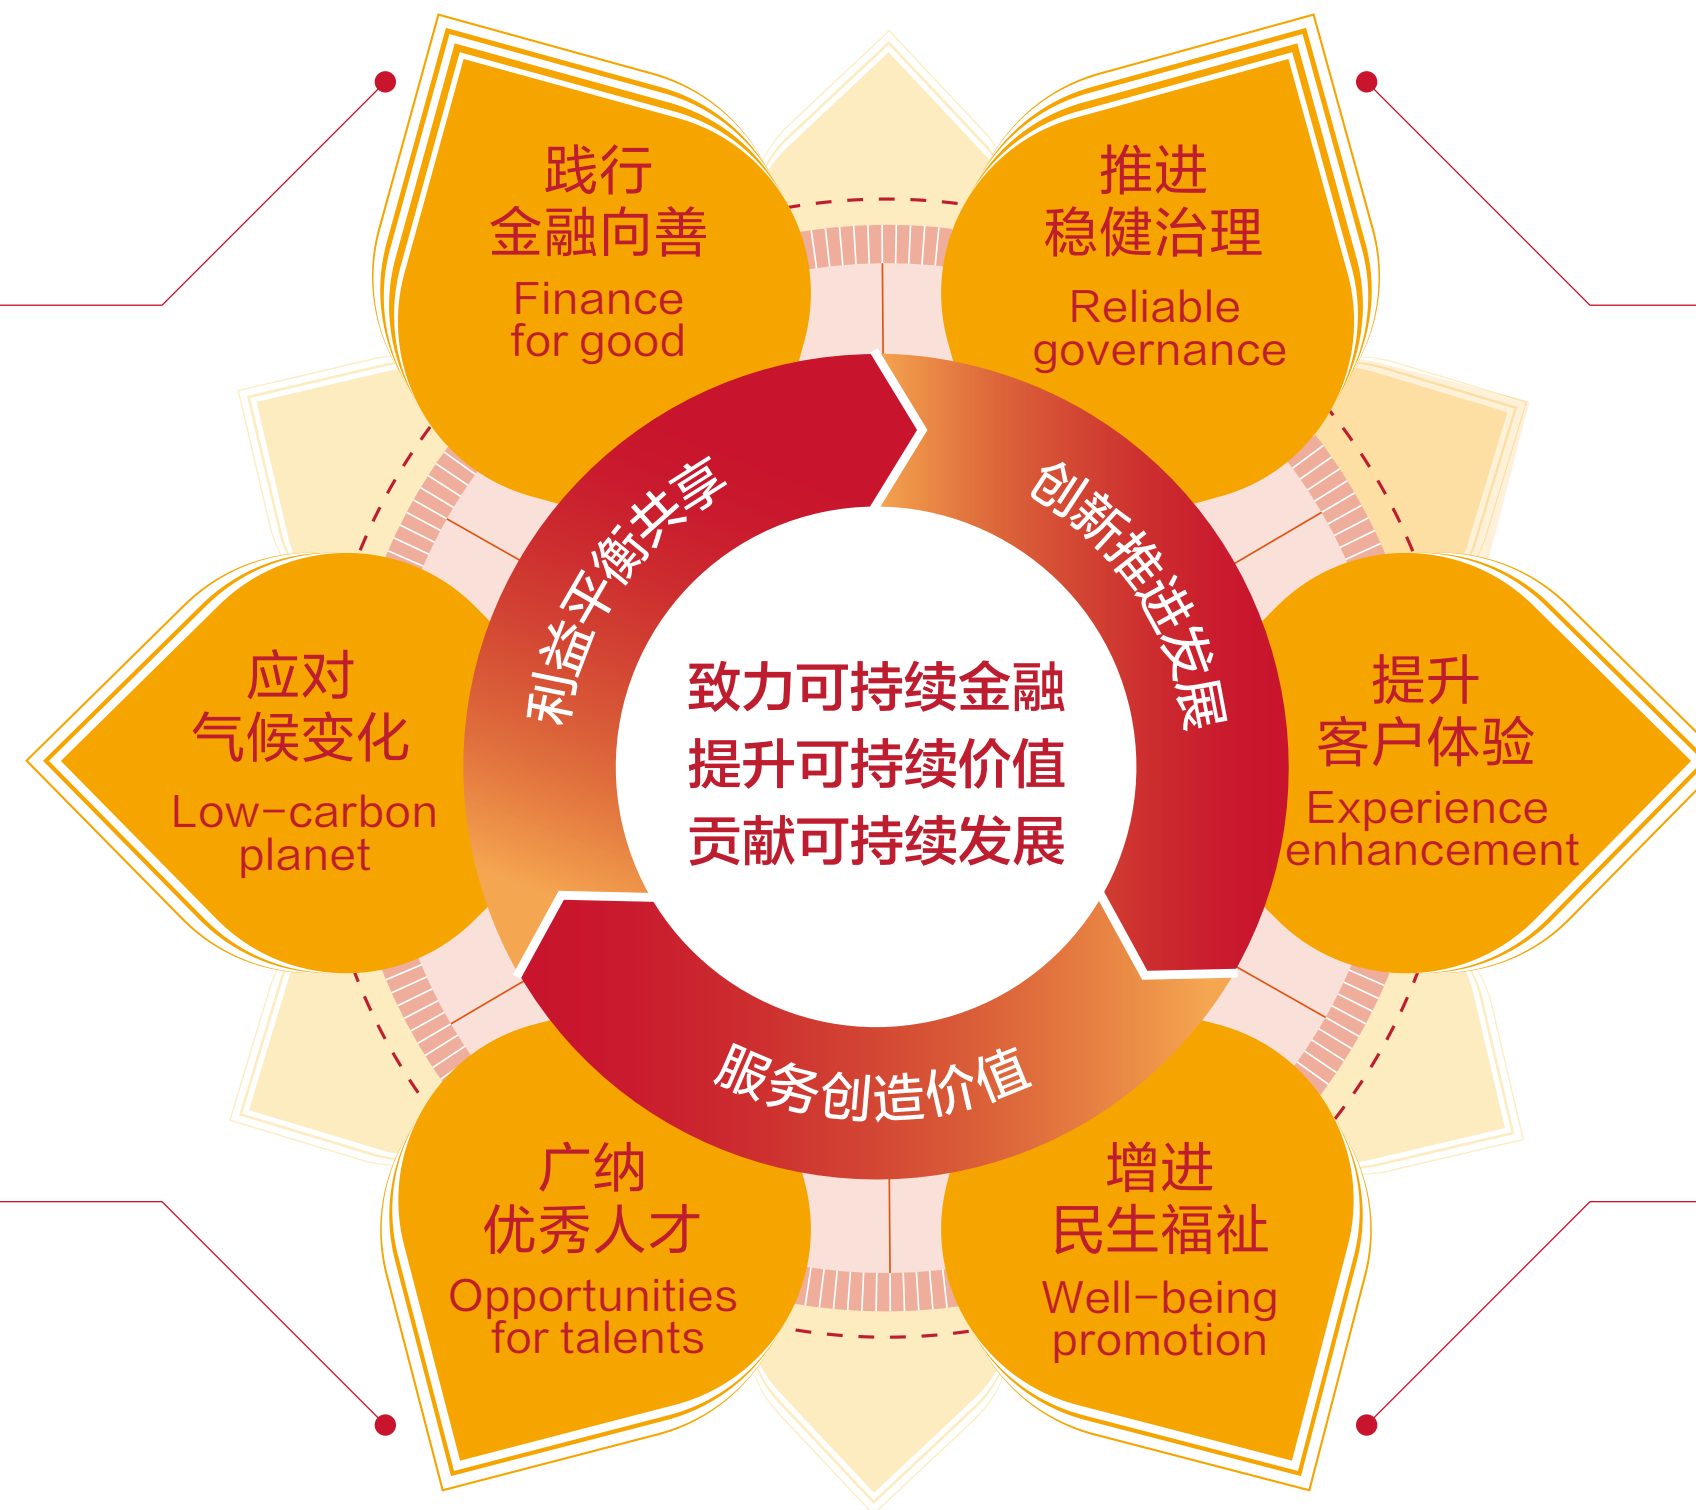 践行
金融向善
Finance
for good
推进
稳健治理
Reliable
governance
利益平衡共享
创新推进发展
应对
气候变化
Low-carbon
planet
致力可持续金融
提升可持续价值
贡献可持续发展
提升
客户体验
Experience
enhancement
服务创造价值
广纳
优秀人才
Opportunities
for talents
增进
民生福祉
Well-being
promotion